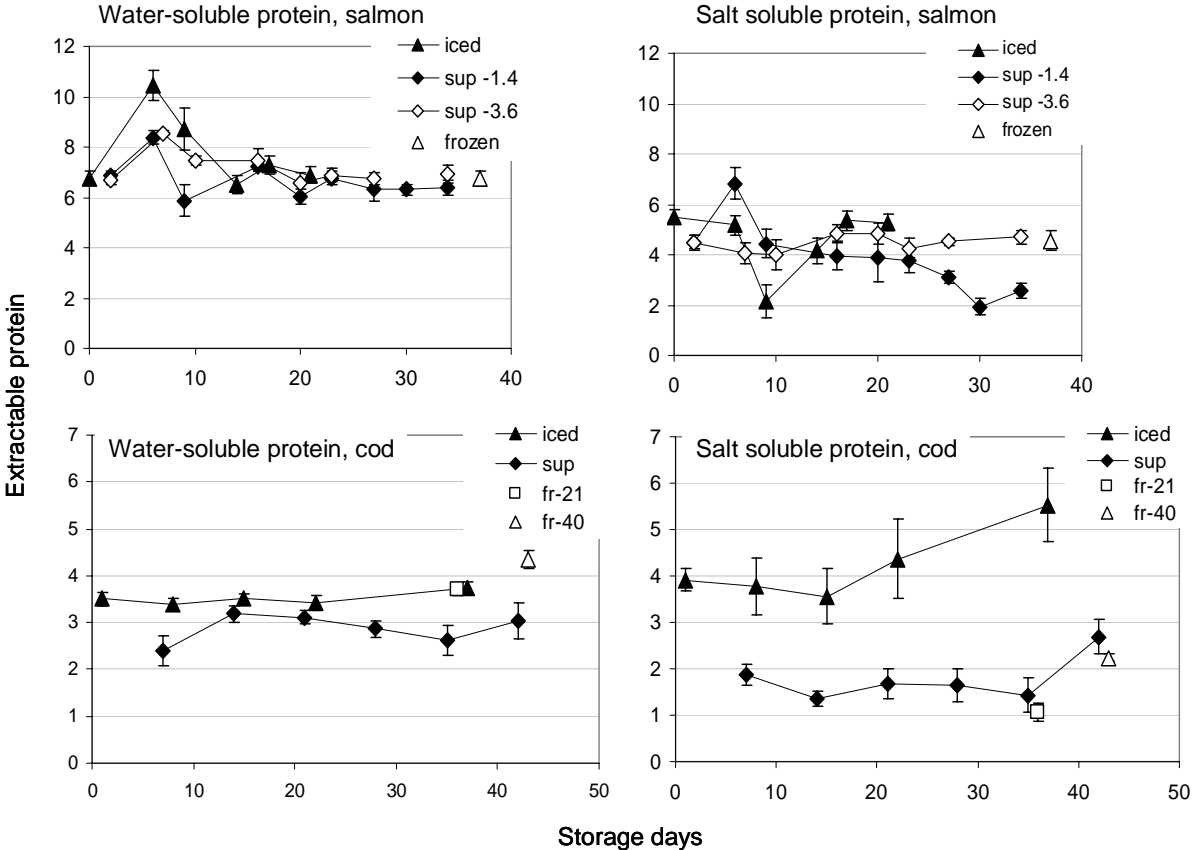 Water-soluble protein, salmon
12
10
8
6
4
2
0
0 10 20 30 40
iced
sup -1.4
sup -3.6
frozen
Salt soluble protein, salmon
12
10
8
6
4
2
0
0 10 20 30 40
iced
sup -1.4
sup -3.6
frozen
Extractable protein
Water-soluble protein, cod
7
6
5
4
3
2
1
0
0 10 20 30 40 50
iced
sup
fr-21
fr-40
Salt soluble protein, cod
7
6
5
4
3
2
1
0
0 10 20 30 40 50
iced
sup
fr-21
fr-40
Storage days